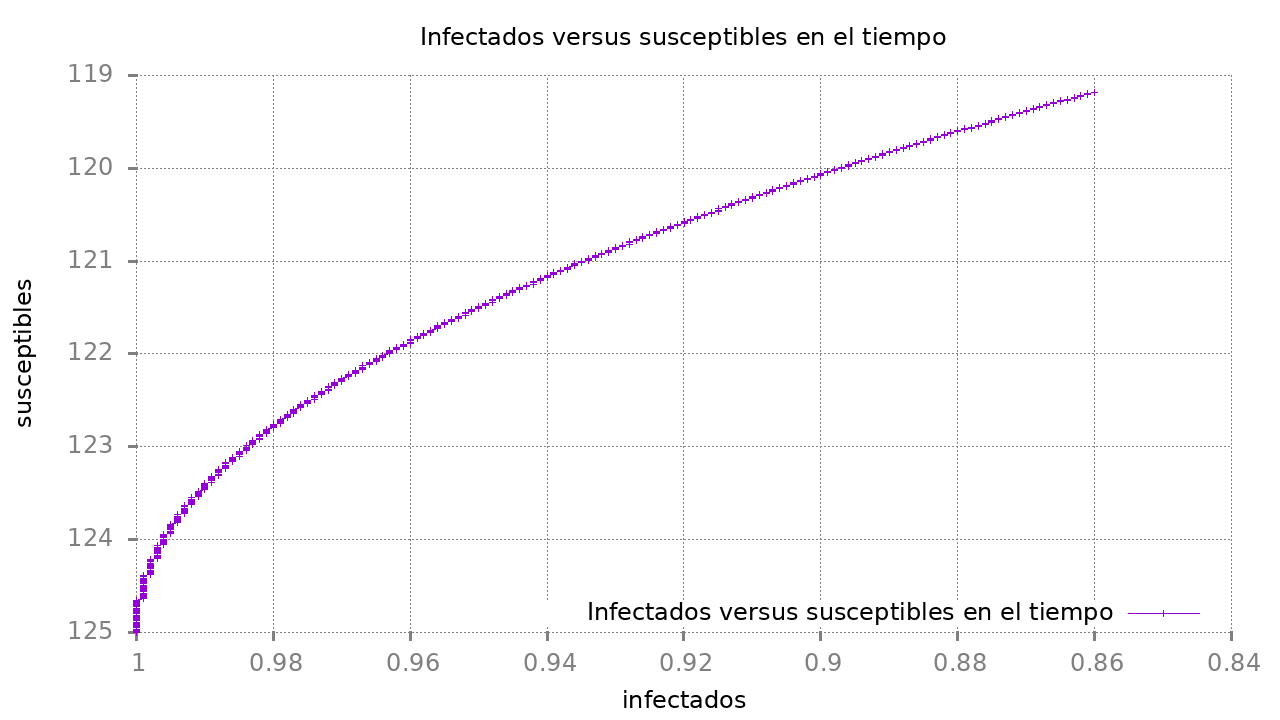 Infectados versus susceptibles en el tiempo
119
120
121
122
123
124
125
susceptibles
Infectados versus susceptibles en el tiempo
1 0.98 0.96 0.94 0.92 0.9 0.88 0.86 0.84
infectados